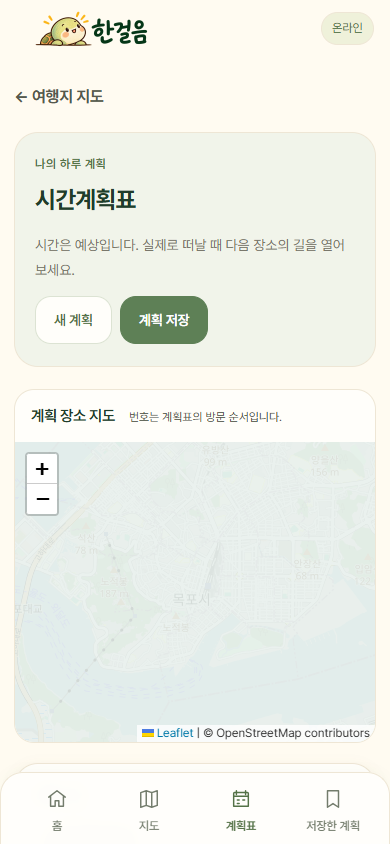 한걸음
온라인
← 여행지 지도
나의 하루 계획
시간계획표
시간은 예상입니다. 실제로 떠날 때 다음 장소의 길을 열어
보세요.
새 계획
계획 저장
계획 장소 지도
번호는 계획표의 방문 순서입니다.
+
−
목포시
Leaflet | © OpenStreetMap contributors
홈
지도
계획표
저장한 계획